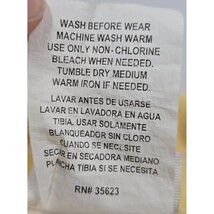 WASH BEFORE WEAR
MACHINE WASH WARM
USE ONLY NON-CHLORINE
BLEACH WHEN NEEDED.
TUMBLE DRY MEDIUM
WARM IRON IF NEEDED.
LAVAR ANTES DE USARSE
LAVAR EN LAVADORA EN AGUA
TIBIA. USAR SOLAMENTE
BLANQUEADOR SIN CLORO
CUANDO SE NECESITE
SECAR EN SECADORA MEDIANO
PLANCHA TIBIA SI SE NECESITA
RN# 35623